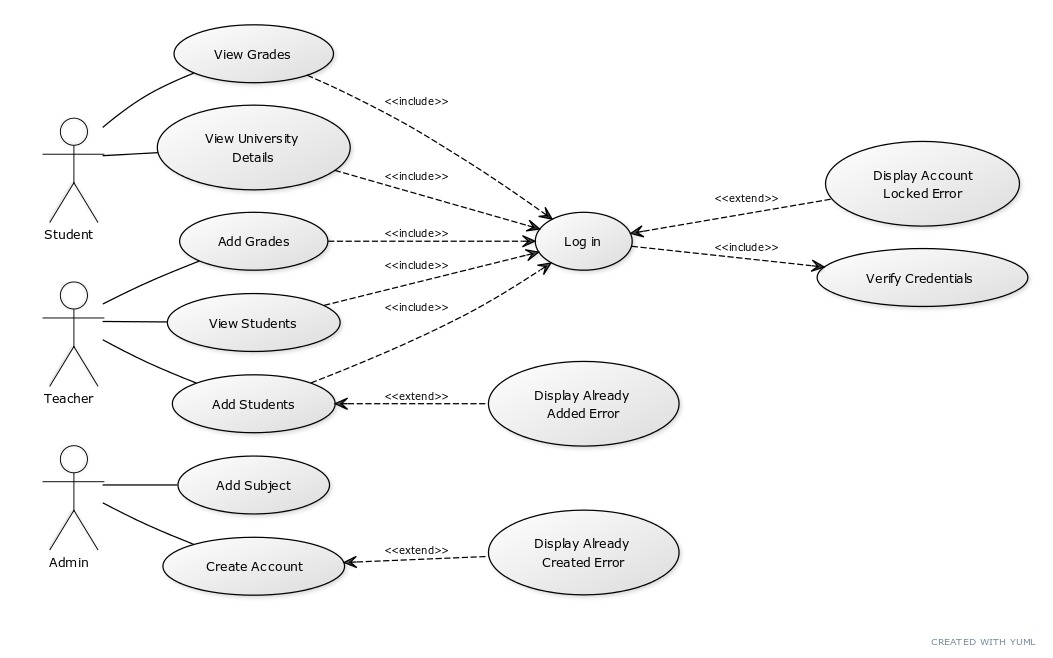 View Grades
<<include>>
View University
Details
<<include>>
Display Account
Locked Error
<<extend>>
Student
Add Grades
<<include>>
Log in
<<include>>
<<include>>
Verify Credentials
View Students
<<include>>
Teacher
Add Students
<<extend>>
Display Already
Added Error
Add Subject
Admin
Create Account
<<extend>>
Display Already
Created Error
CREATED WITH YUML